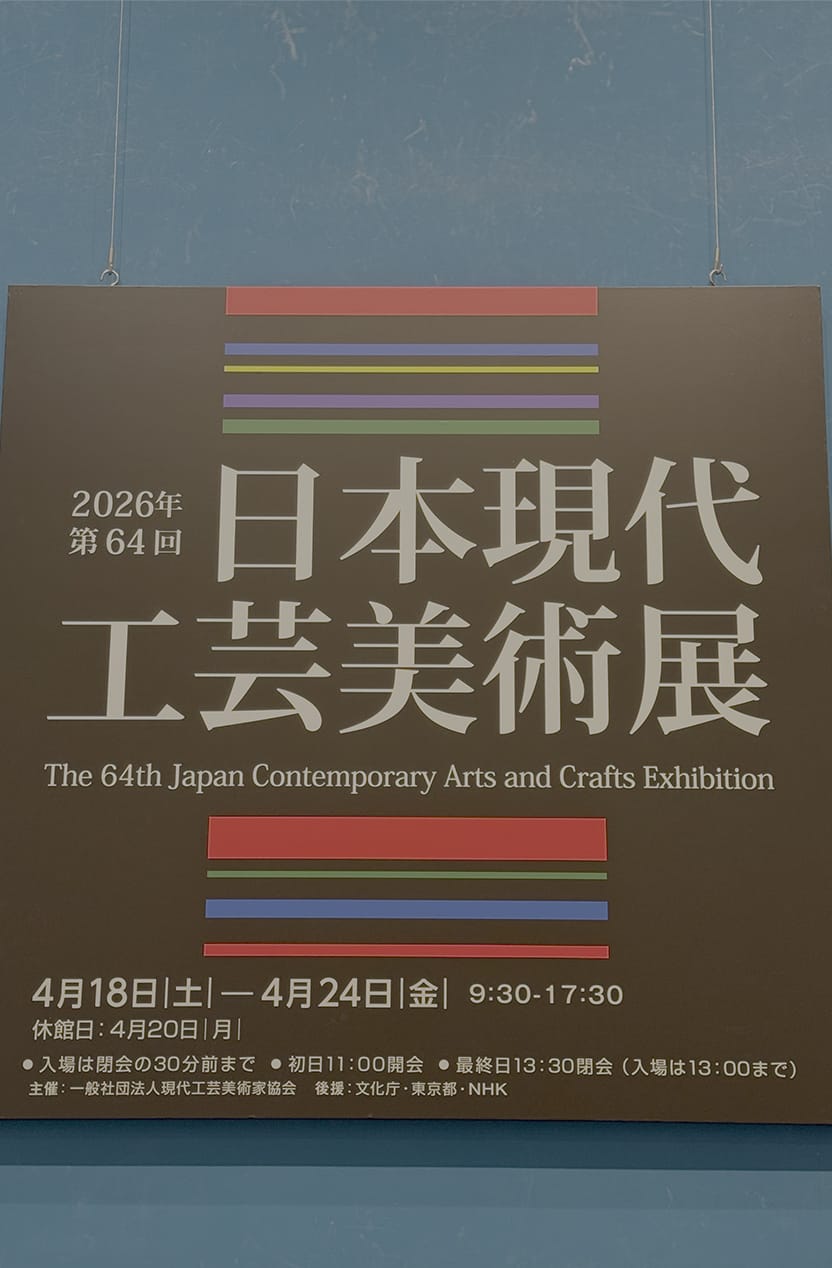 2026年
第64回
日本現代
工芸美術展
The 64th Japan Contemporary Arts and Crafts Exhibition
4月18日|土|―4月24日|金| 9:30-17:30
休館日:4月20日|月|
●入場は閉会の30分前まで ●初日11:00開会 ●最終日13:30閉会(入場は13:00まで)
主催:一般社団法人現代工芸美術家協会 後援:文化庁・東京都・NHK